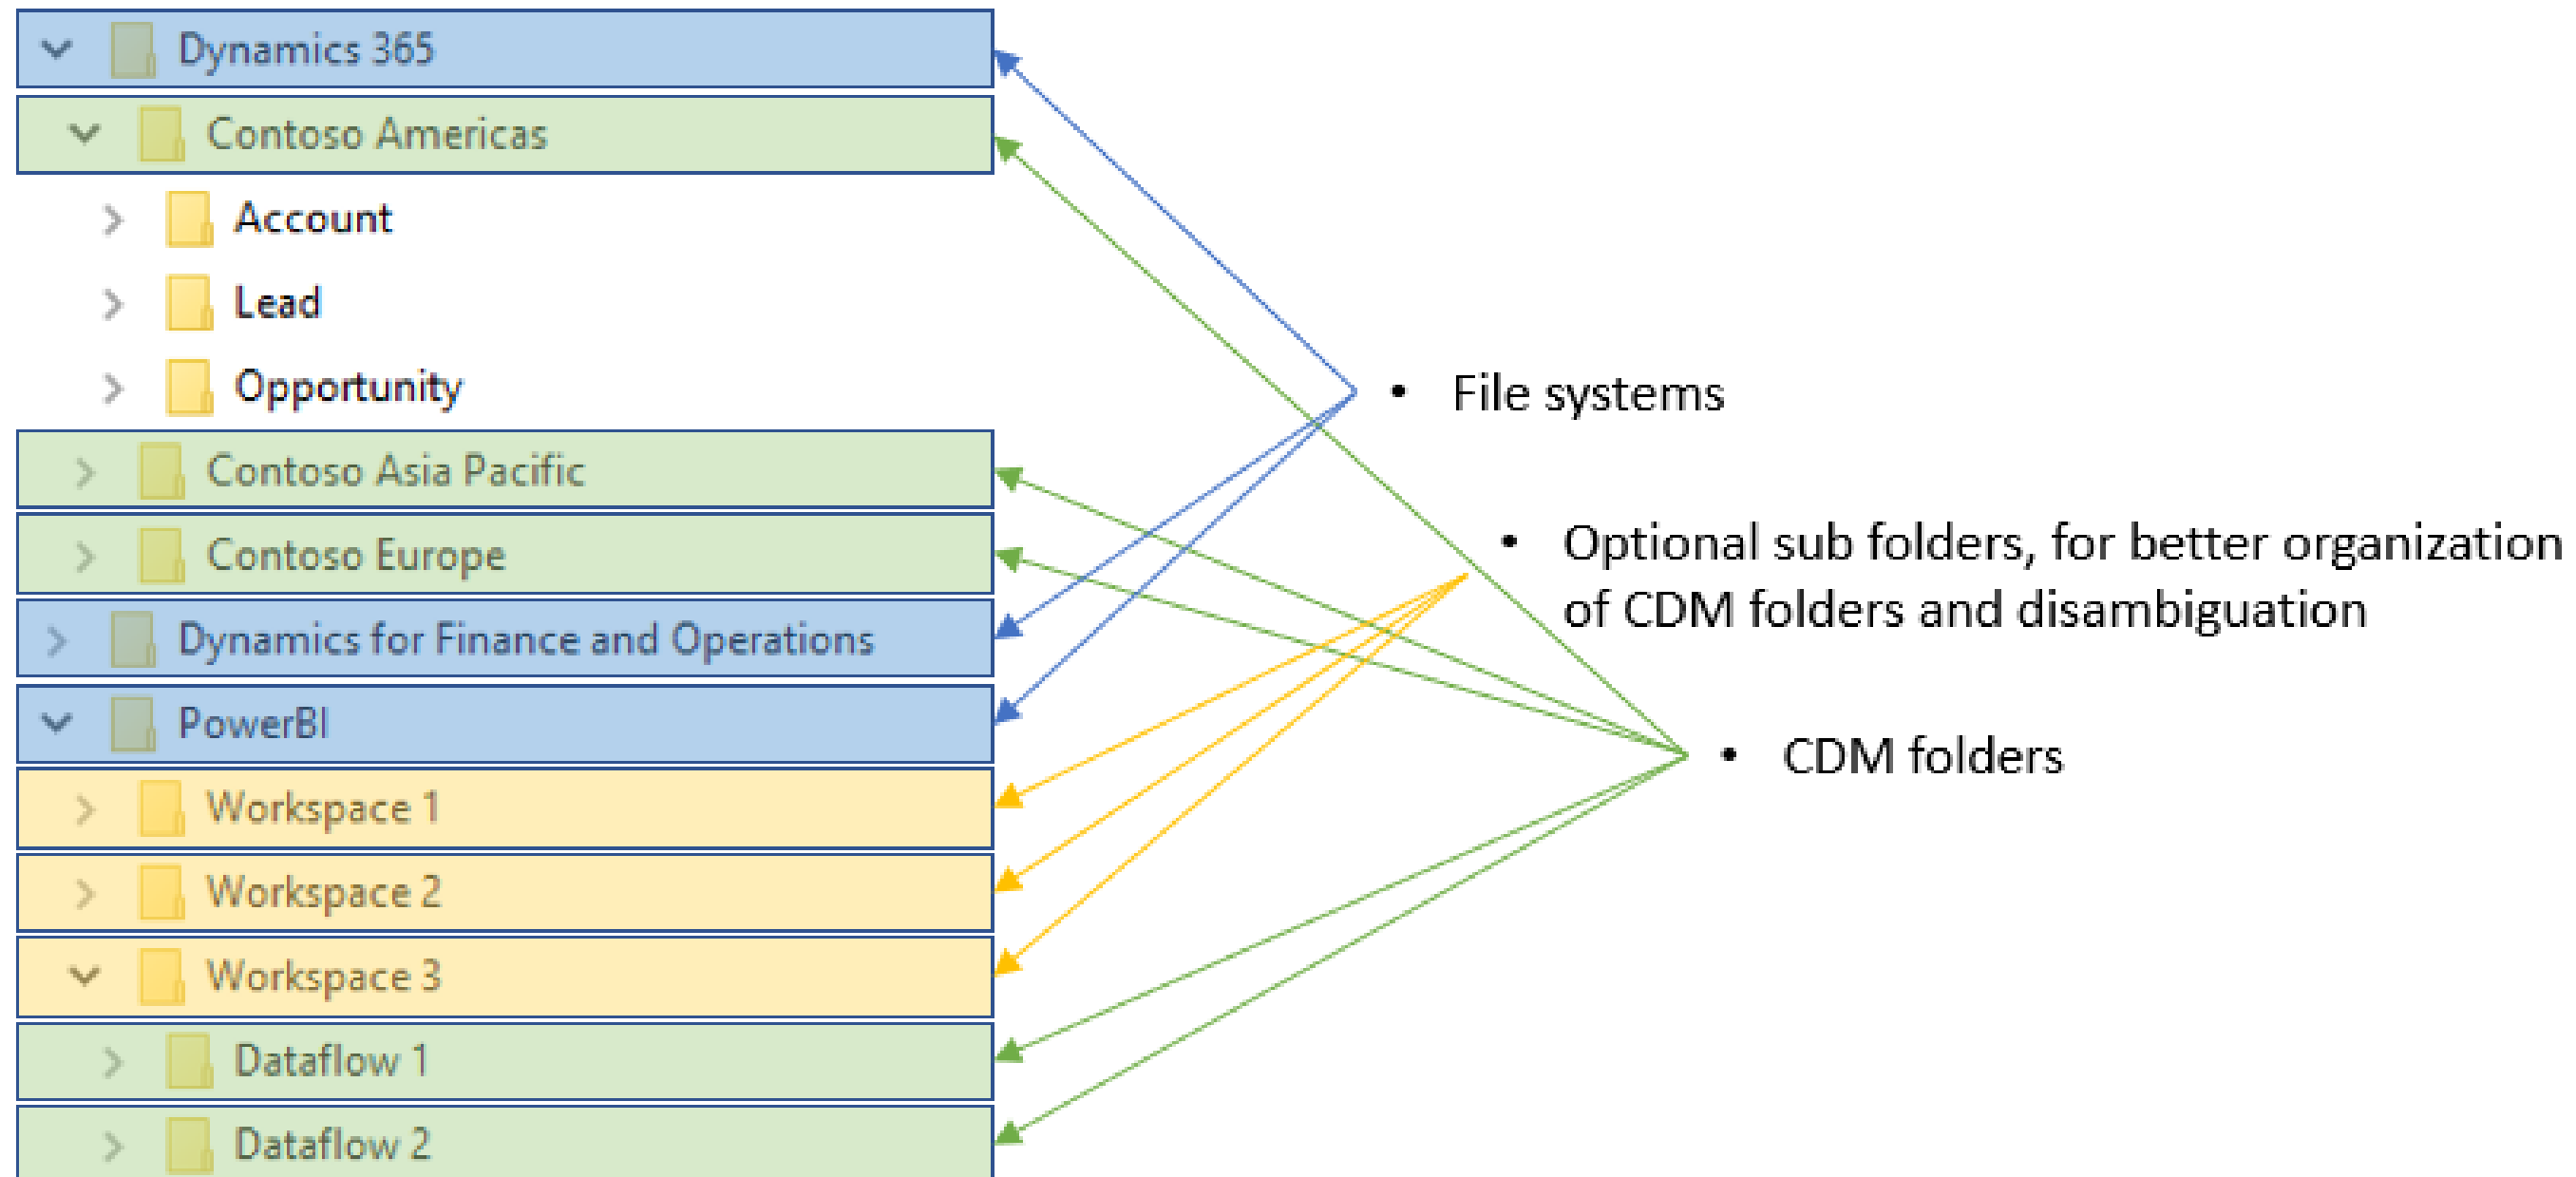 Dynamics 365
Contoso Americas
Account
Lead
Opportunity
Contoso Asia Pacific
Contoso Europe
Dynamics for Finance and Operations
PowerBI
Workspace 1
Workspace 2
Workspace 3
Dataflow 1
Dataflow 2
• File systems
• Optional sub folders, for better organization
of CDM folders and disambiguation
• CDM folders